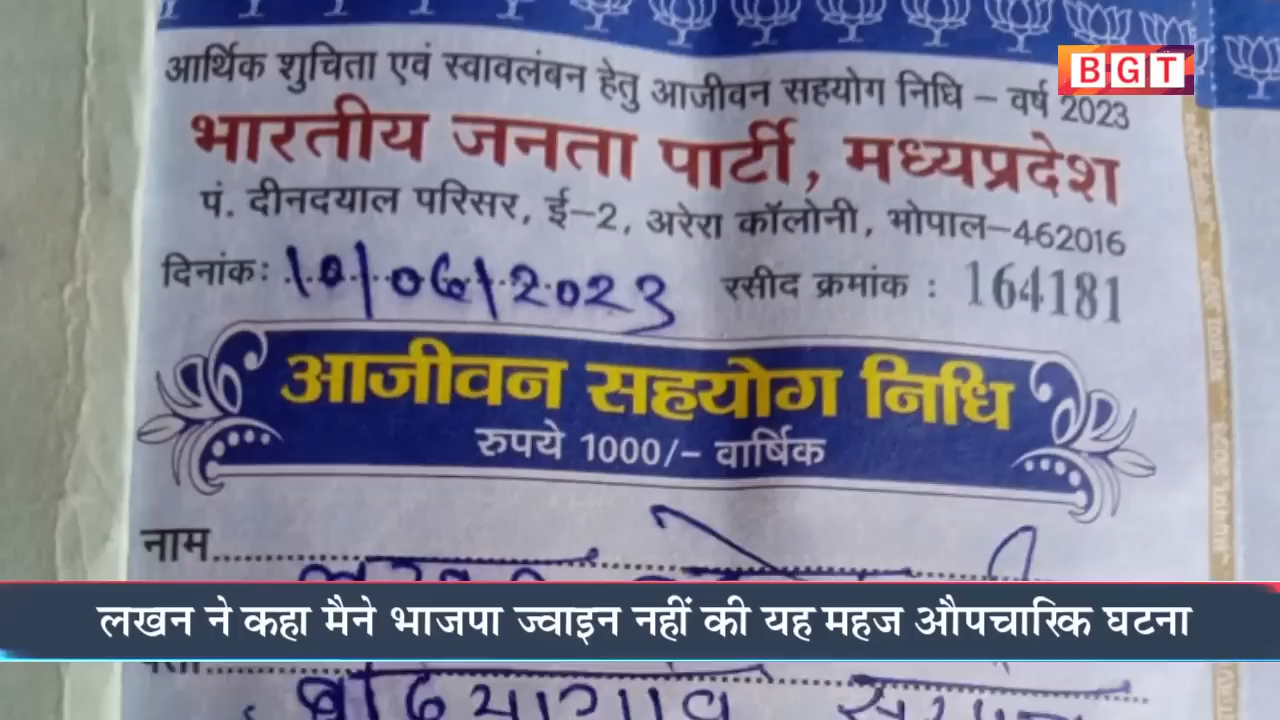 BGT
आर्थिक शुचिता एवं स्वावलंबन हेतु आजीवन सहयोग निधि – वर्ष 2023
भारतीय जनता पार्टी, मध्यप्रदेश
पं. दीनदयाल परिसर, ई-2, अरेरा कॉलोनी, भोपाल-462016
दिनांक: 10/06/2023 रसीद क्रमांक : 164181
आजीवन सहयोग निधि
रुपये 1000/- वार्षिक
नाम
लखन ने कहा मैने भाजपा ज्वाइन नहीं की यह महज औपचारिक घटना